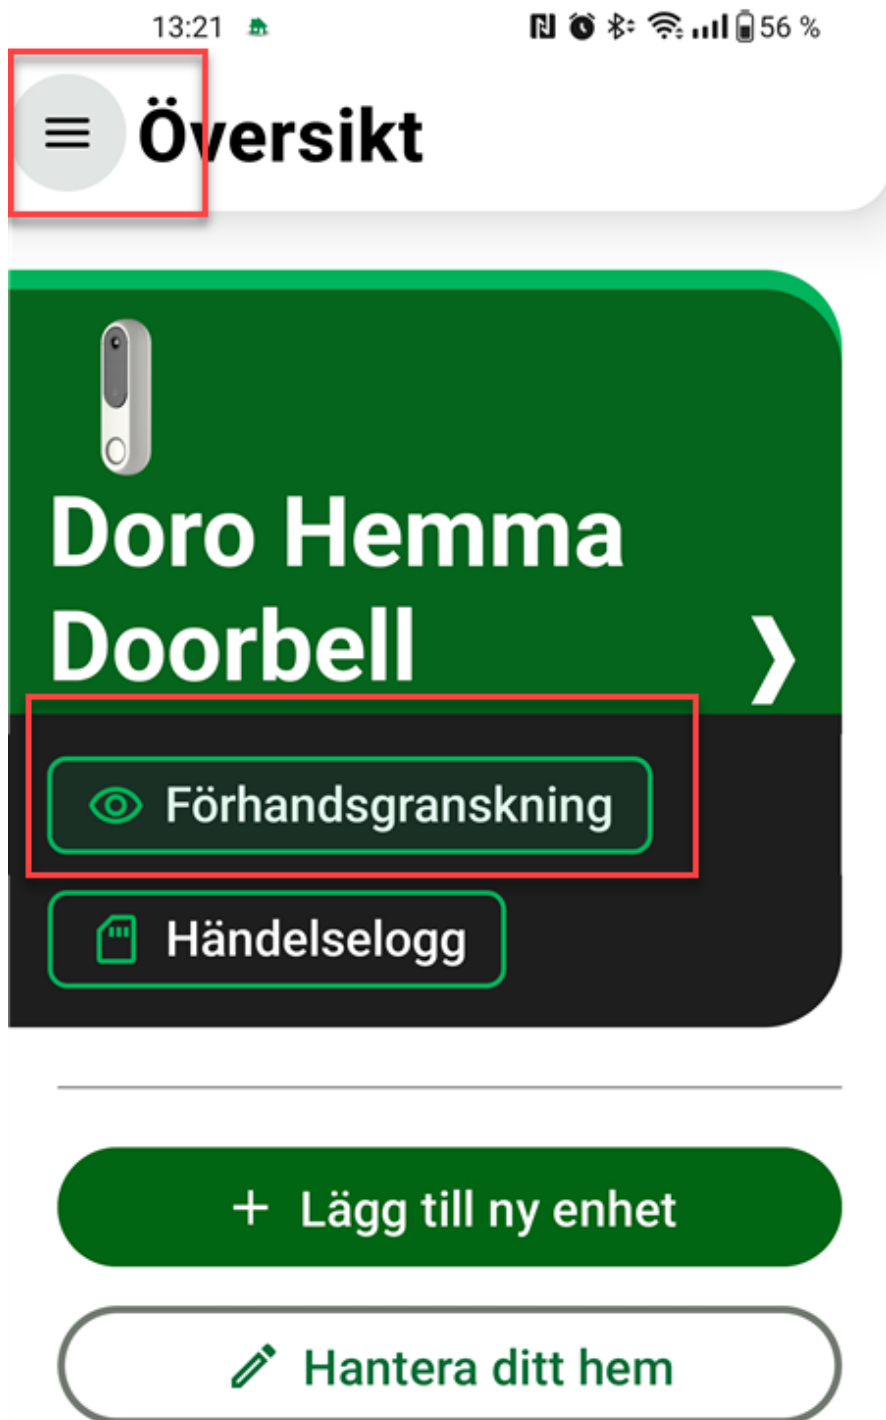 13:21 56 %
Översikt
Doro Hemma
Doorbell
Förhandsgranskning
Händelselogg
+ Lägg till ny enhet
Hantera ditt hem